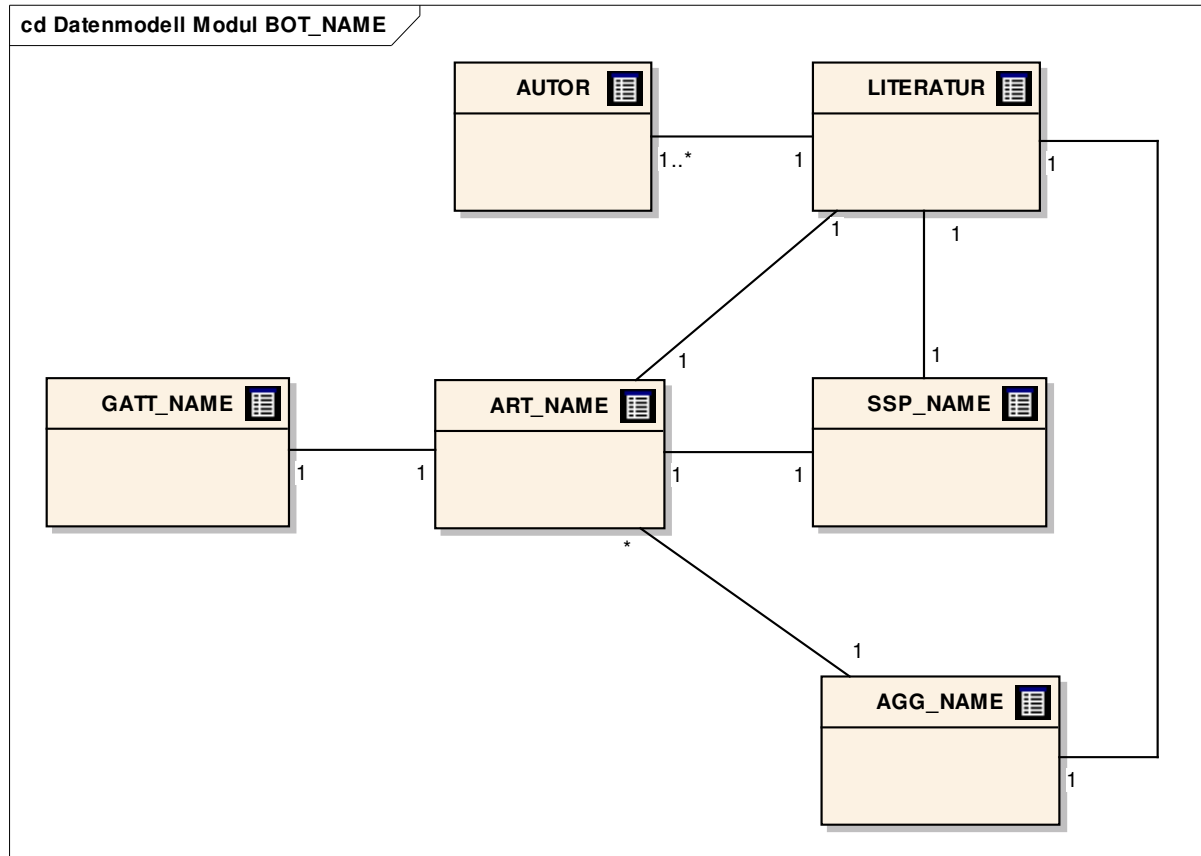 cd Datenmodell Modul BOT_NAME
AUTOR
LITERATUR
1..*
1
1
1
1
1
1
GATT_NAME
ART_NAME
SSP_NAME
1
1
1
1
*
1
AGG_NAME
1